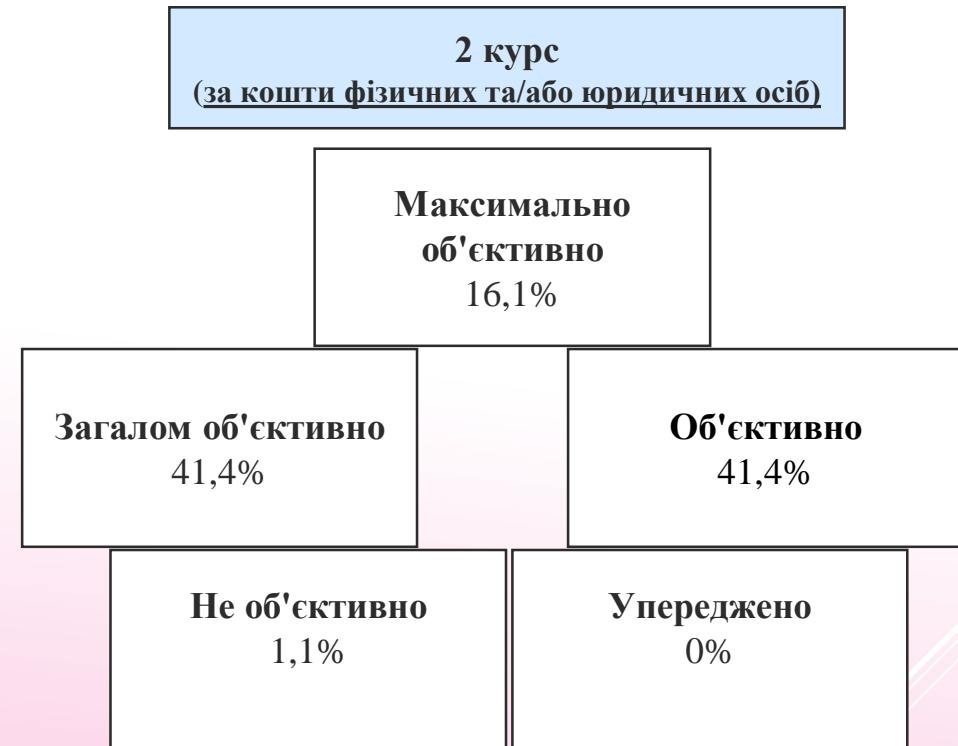 2 курс
(за кошти фізичних та/або юридичних осіб)
Максимально
об'єктивно
16,1%
Загалом об'єктивно
41,4%
Об'єктивно
41,4%
Не об'єктивно
1,1%
Упереджено
0%